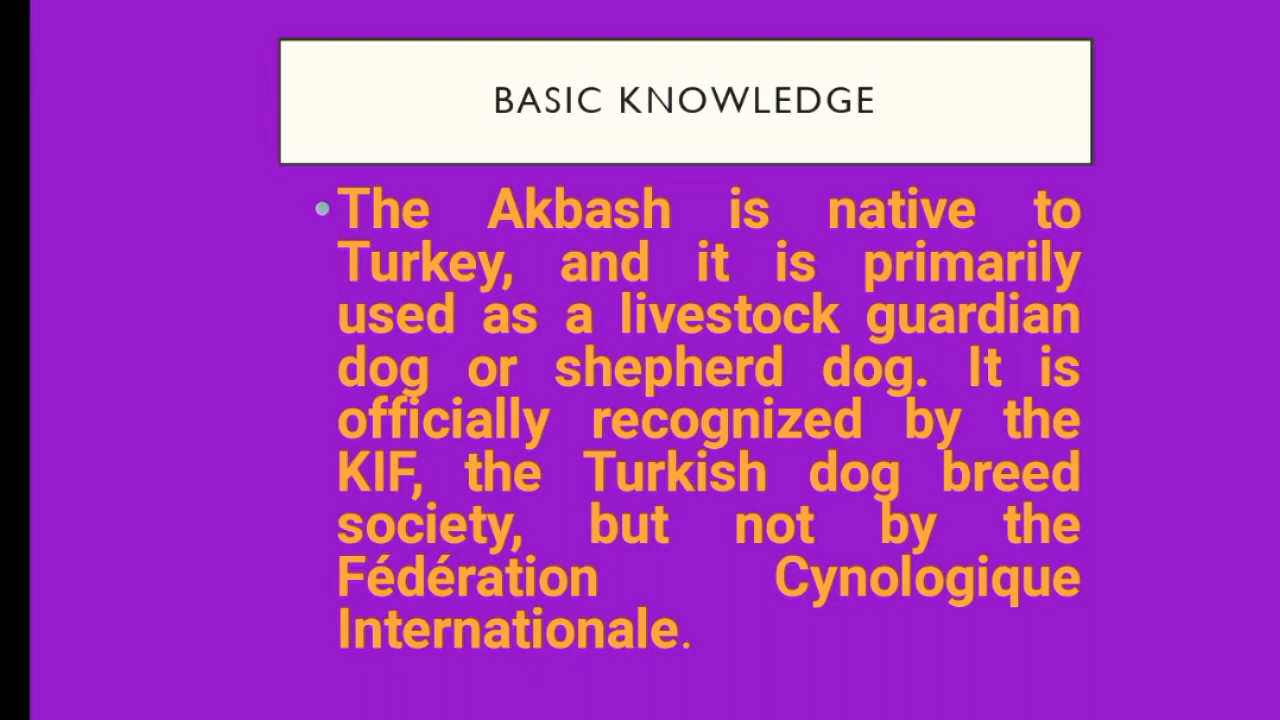 BASIC KNOWLEDGE
•The Akbash is native to
Turkey, and it is primarily
used as a livestock guardian
dog or shepherd dog. It is
officially recognized by the
KIF, the Turkish dog breed
society, but not by the
Fédération Cynologique
Internationale.